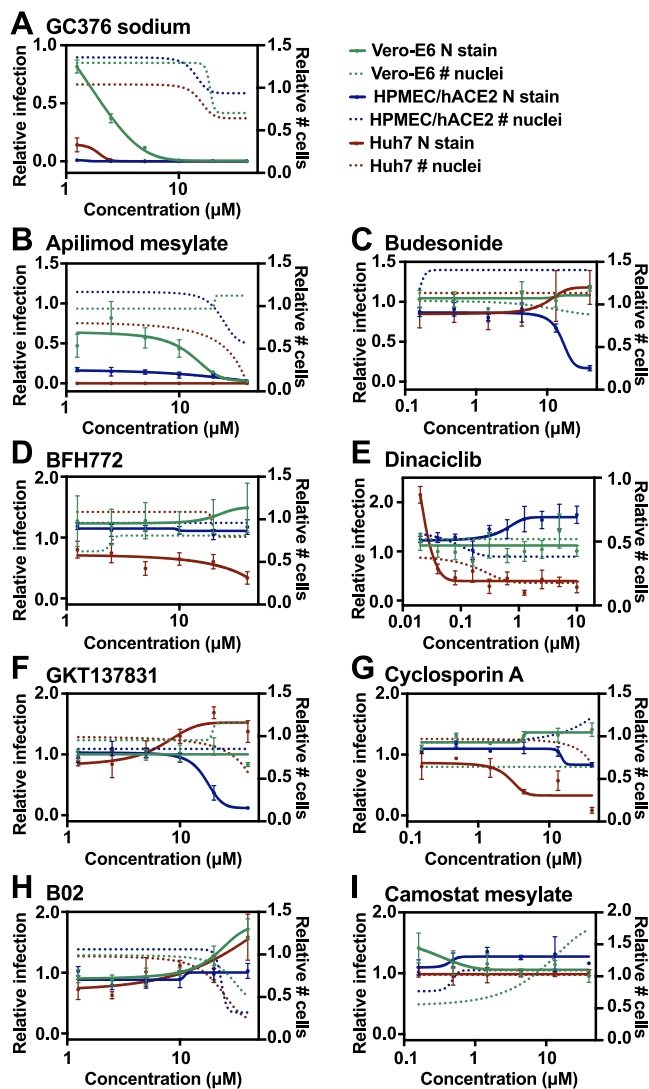 A GC376 sodium
Relative infection
1.0
0.5
0.0
1
10
1.5
1.2
0.9
0.6
0.3
0.0
Relative # cells
Concentration (µM)
Vero-E6 N stain
Vero-E6 # nuclei
HPMEC/hACE2 N stain
HPMEC/hACE2 # nuclei
Huh7 N stain
Huh7 # nuclei
B Apilimod mesylate
Relative infection
1.5
1.0
0.5
0.0
1
10
1.5
1.0
0.5
0.0
Relative # cells
Concentration (µM)
C Budesonide
Relative infection
1.5
1.0
0.5
0.0
0.1
1
10
1.5
1.0
0.5
0.0
Relative # cells
Concentration (µM)
D BFH772
Relative infection
2.0
1.0
0.0
1
10
1.5
1.0
0.5
0.0
Relative # cells
Concentration (µM)
E Dinaciclib
Relative infection
2.0
1.0
0.0
0.01
0.1
1
10
1.0
0.5
0.0
Relative # cells
Concentration (µM)
F GKT137831
Relative infection
2.0
1.0
0.0
1
10
1.5
1.0
0.5
0.0
Relative # cells
Concentration (µM)
G Cyclosporin A
Relative infection
2.0
1.0
0.0
0.1
1
10
1.5
1.0
0.5
0.0
Relative # cells
Concentration (µM)
H B02
Relative infection
2.0
1.0
0.0
1
10
1.5
1.0
0.5
0.0
Relative # cells
Concentration (µM)
I Camostat mesylate
Relative infection
2.0
1.0
0.0
0.1
1
10
2.0
1.5
1.0
0.5
0.0
Relative # cells
Concentration (µM)